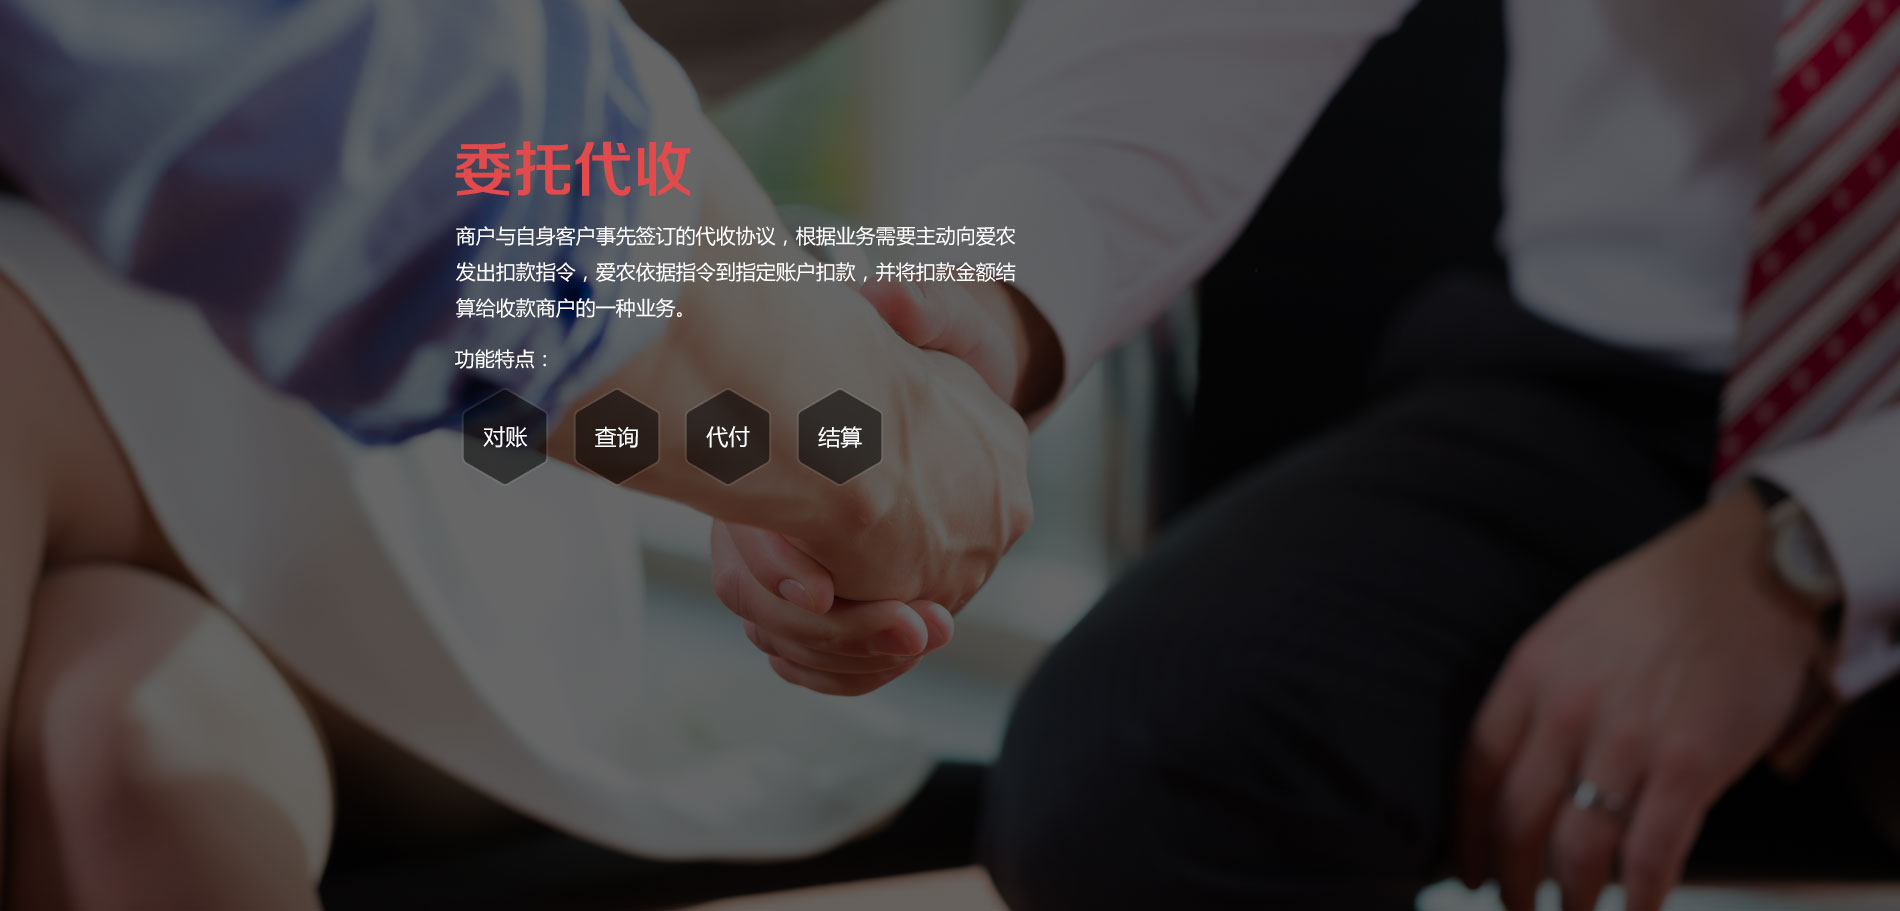 委托代收
商户与自身客户事先签订的代收协议，根据业务需要主动向爱农
发出扣款指令，爱农依据指令到指定账户扣款，并将扣款金额结
算给收款商户的一种业务。
功能特点：
对账 查询 代付 结算